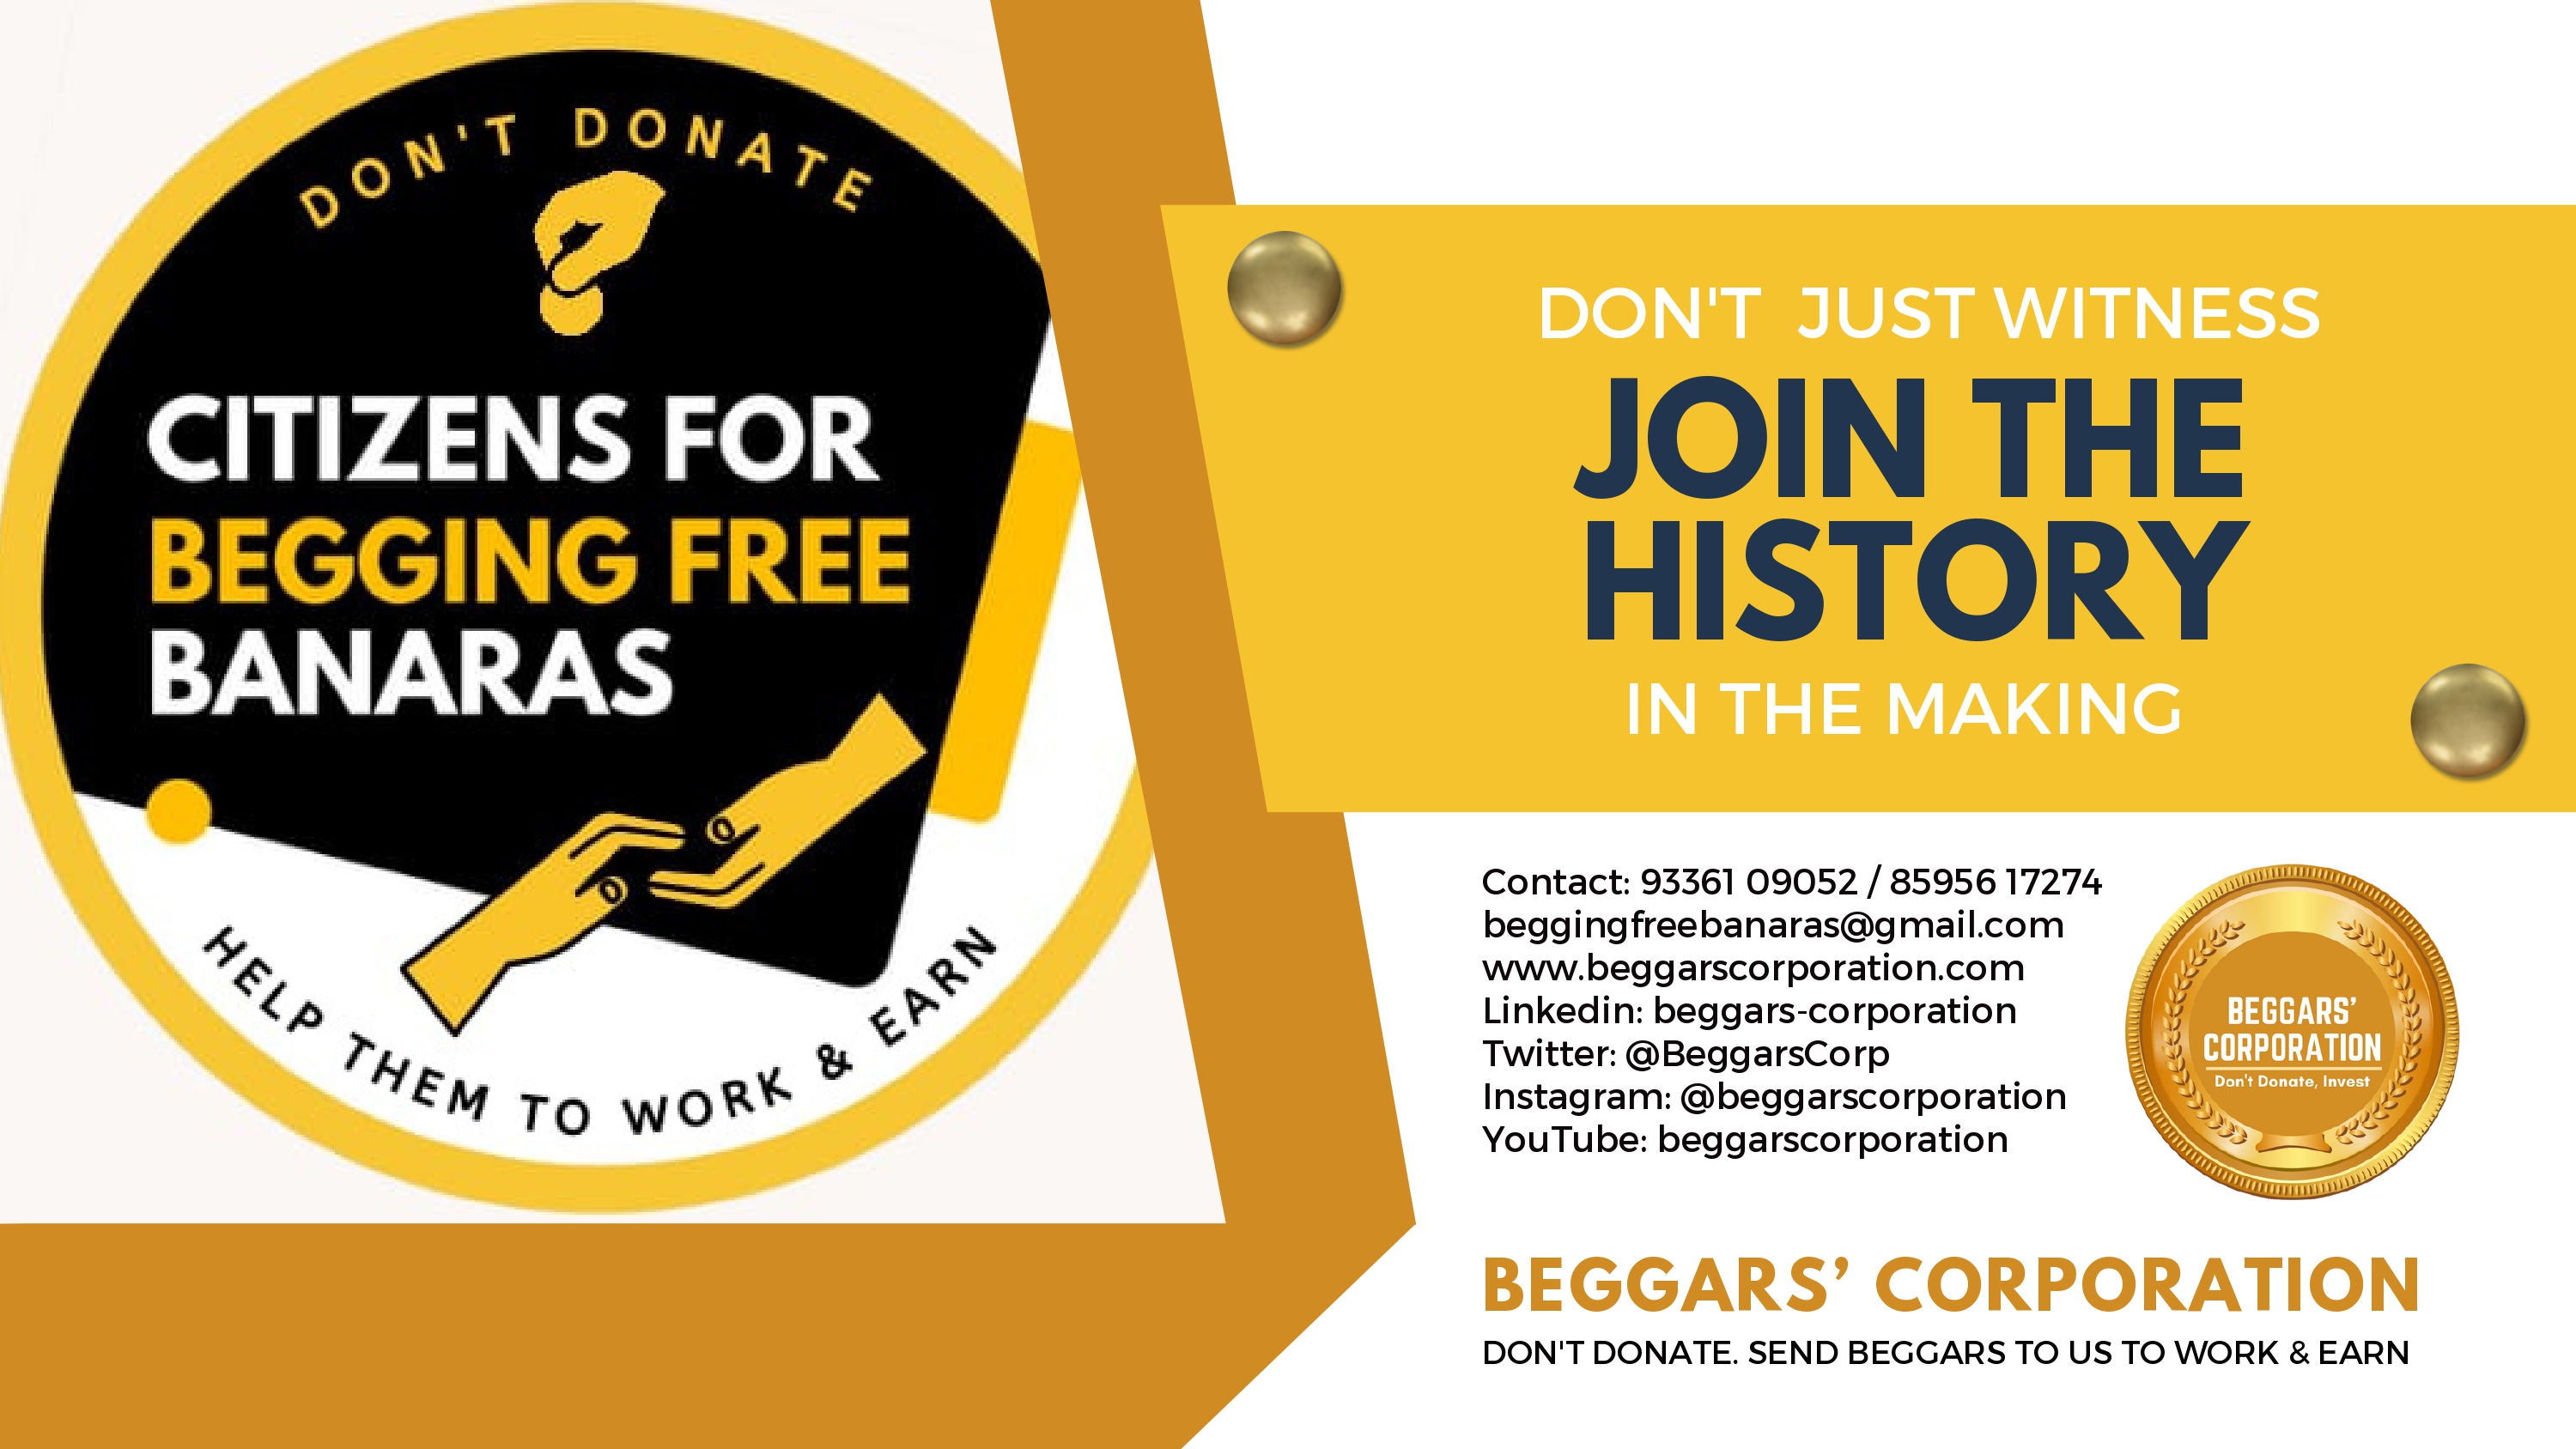 DON'T DONATE
CITIZENS FOR
BEGGING FREE
BANARAS
HELP THEM TO WORK & EARN
DON'T JUST WITNESS
JOIN THE
HISTORY
IN THE MAKING
Contact: 93361 09052 / 85956 17274
beggingfreebanaras@gmail.com
www.beggarscorporation.com
Linkedin: beggars-corporation
Twitter: @BeggarsCorp
Instagram: @beggarscorporation
YouTube: beggarscorporation
BEGGARS’
CORPORATION
Don't Donate, Invest
BEGGARS’ CORPORATION
DON'T DONATE. SEND BEGGARS TO US TO WORK & EARN